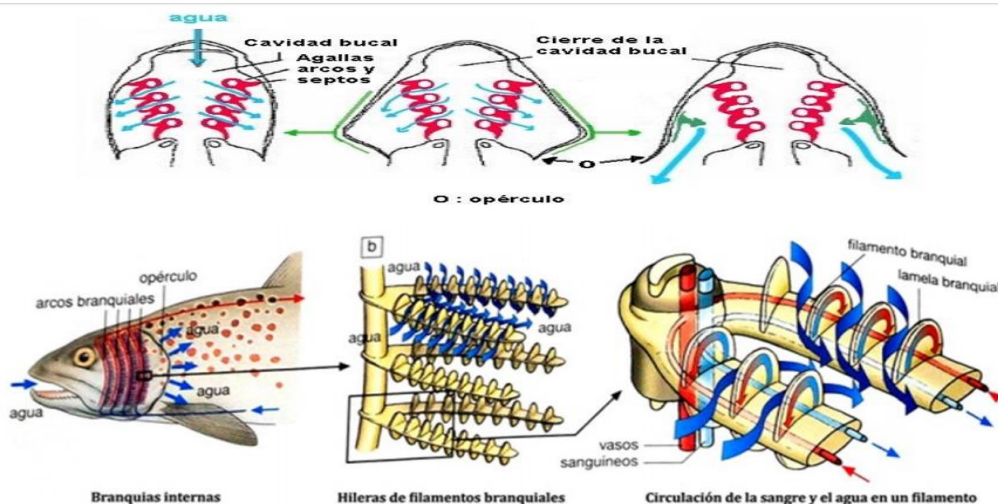 agua
Cavidad bucal
Agallas
arcos y
septos
Cierre de la
cavidad bucal
O
O : opérculo
opérculo
arcos branquiales
agua
agua
agua
b
agua
agua
agua
filamento branquial
lamela branquial
vasos
sanguíneos
Branquias internas
Hileras de filamentos branquiales
Circulación de la sangre y el agua en un filamento